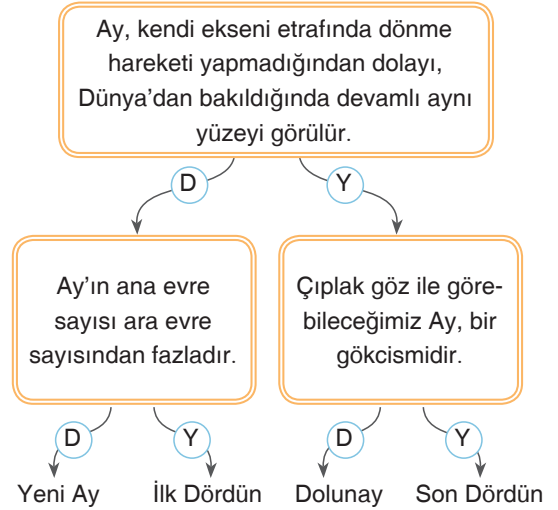 Ay, kendi ekseni etrafında dönme
hareketi yapmadığından dolayı,
Dünya’dan bakıldığında devamlı aynı
yüzeyi görülür.
D
Y
Ay’ın ana evre
sayısı ara evre
sayısından fazladır.
Çıplak göz ile göre-
bileceğimiz Ay, bir
gökcismidir.
D
Y
D
Y
Yeni Ay
İlk Dördün
Dolunay
Son Dördün